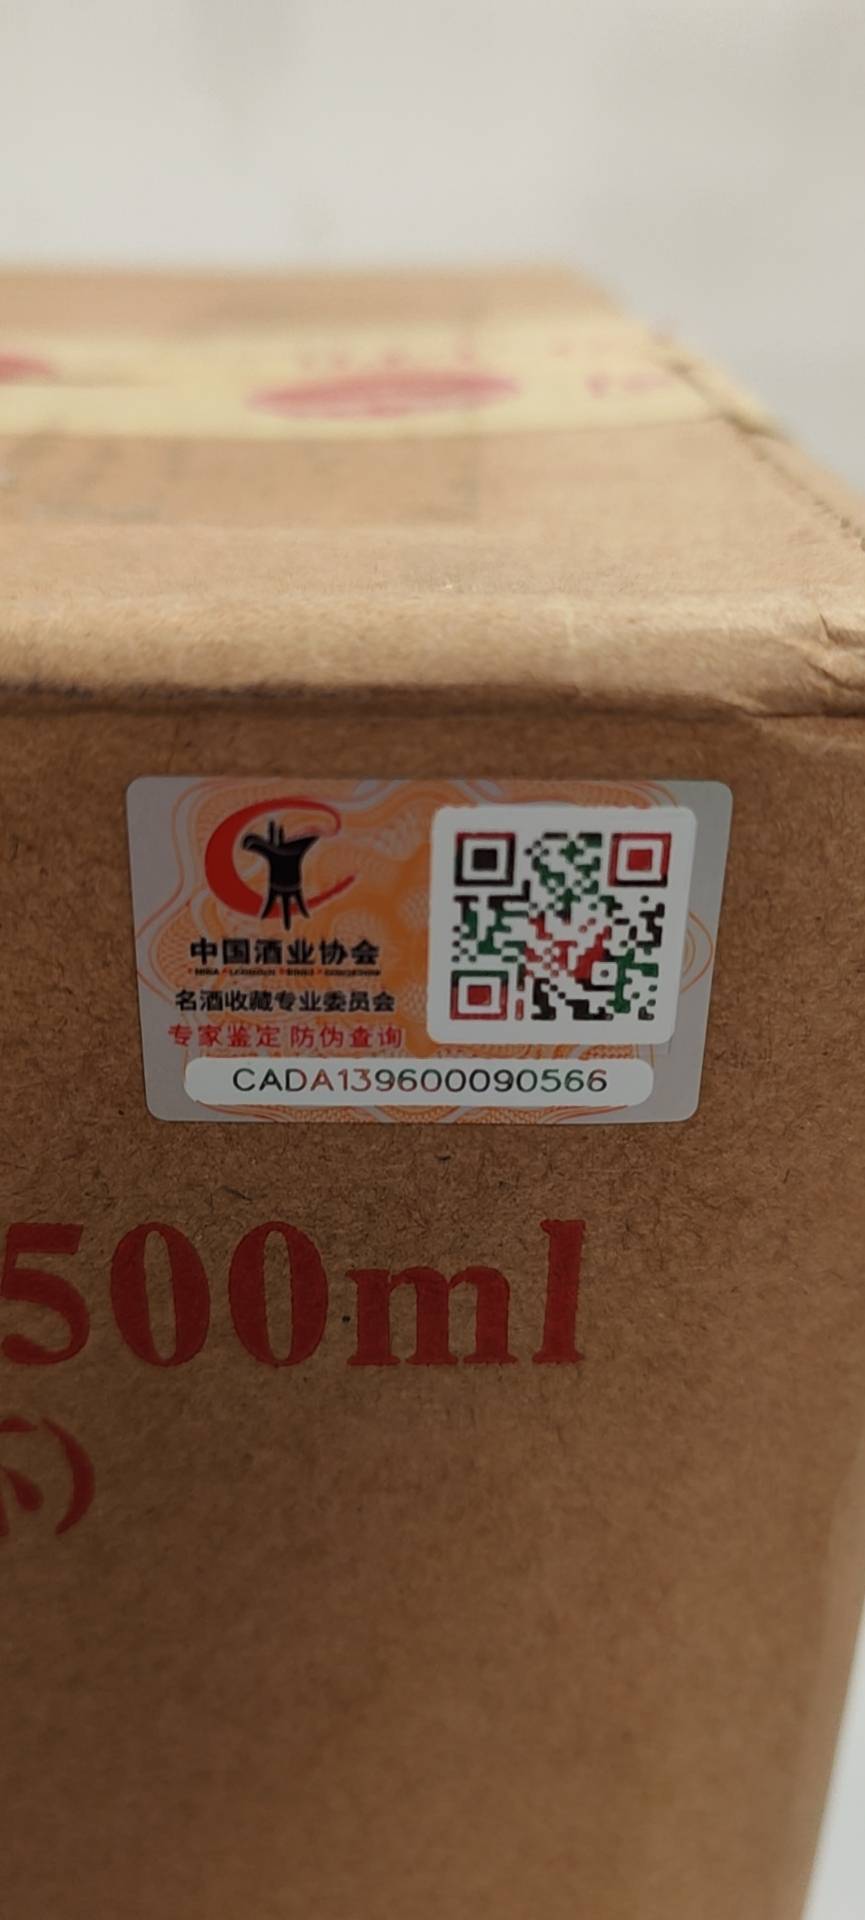 中国酒业协会
名酒收藏专业委员会
专家鉴定 防伪查询
CADA139600090566
500ml